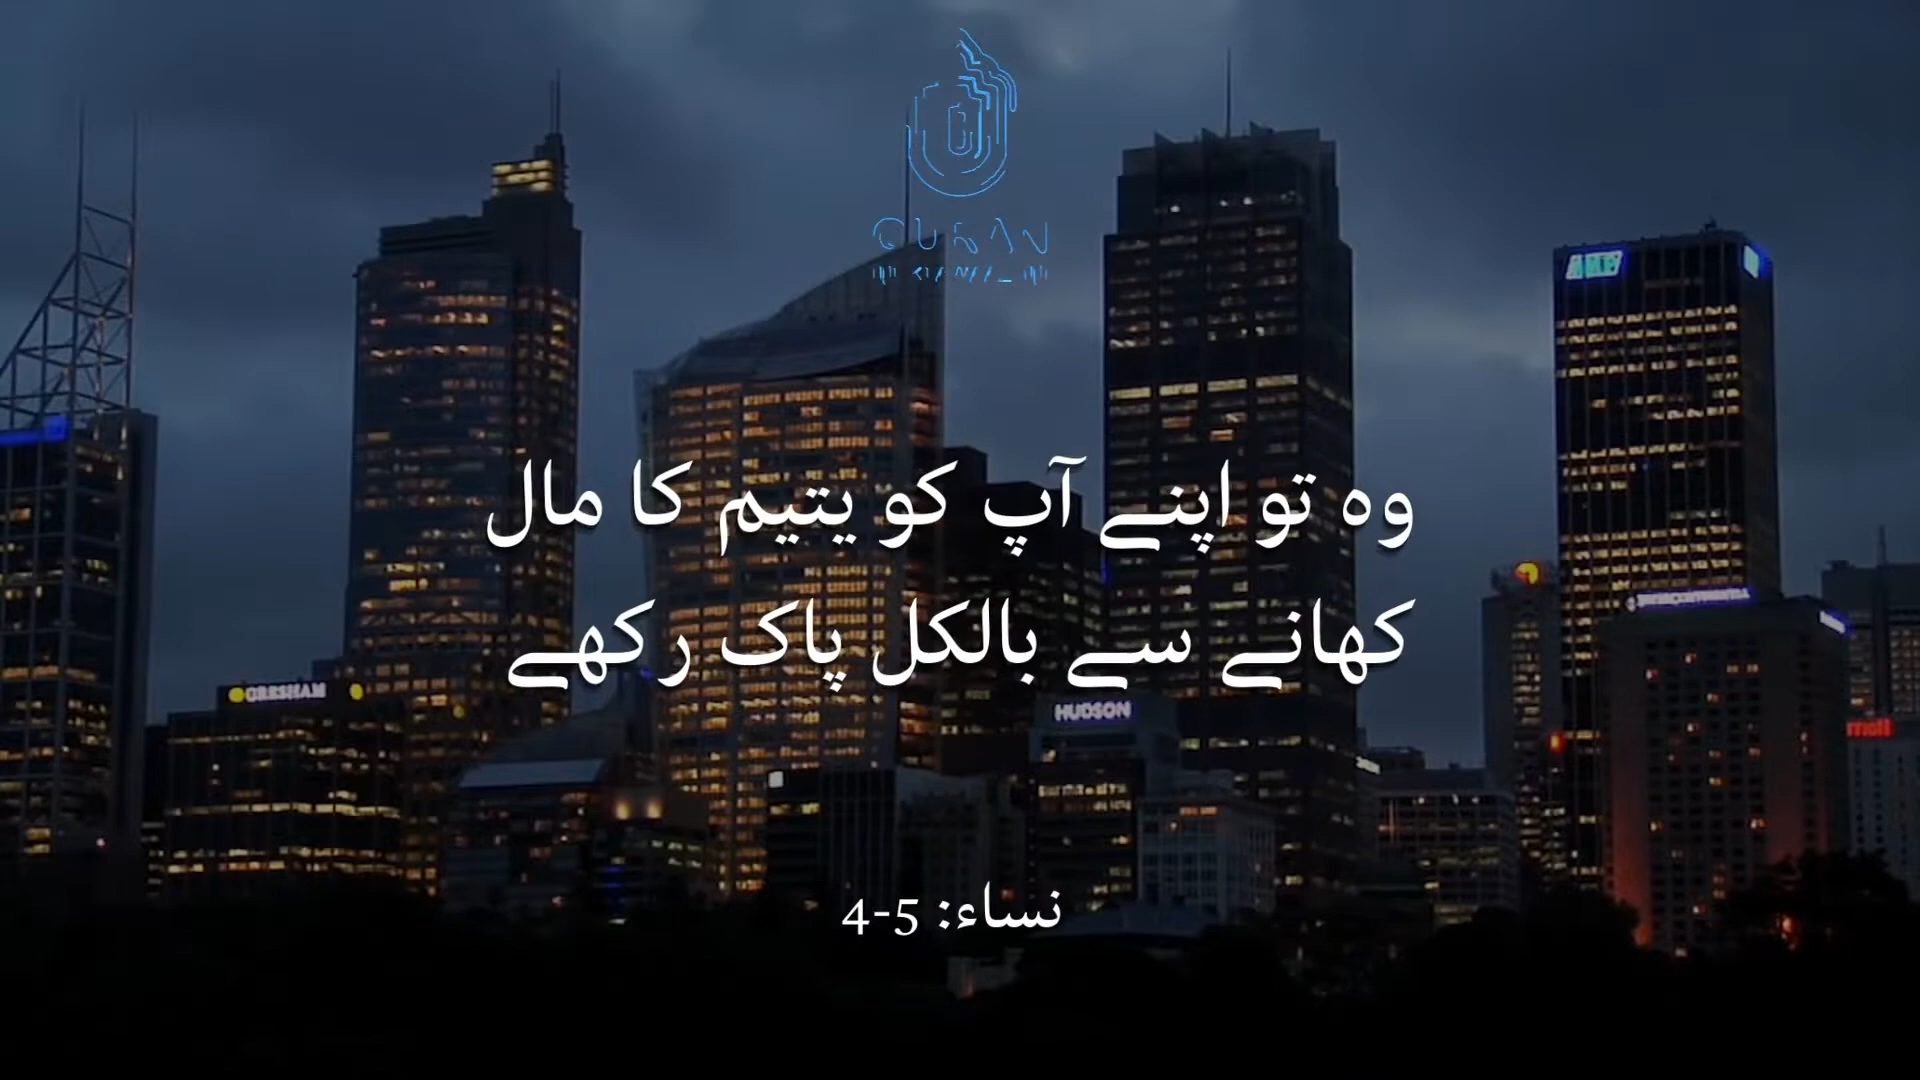 QURAN
وہ تو اپنے آپ کو یتیم کا مال
کھانے سے بالکل پاک رکھے
GRESHAM
HUDSON
نساء: 5-4